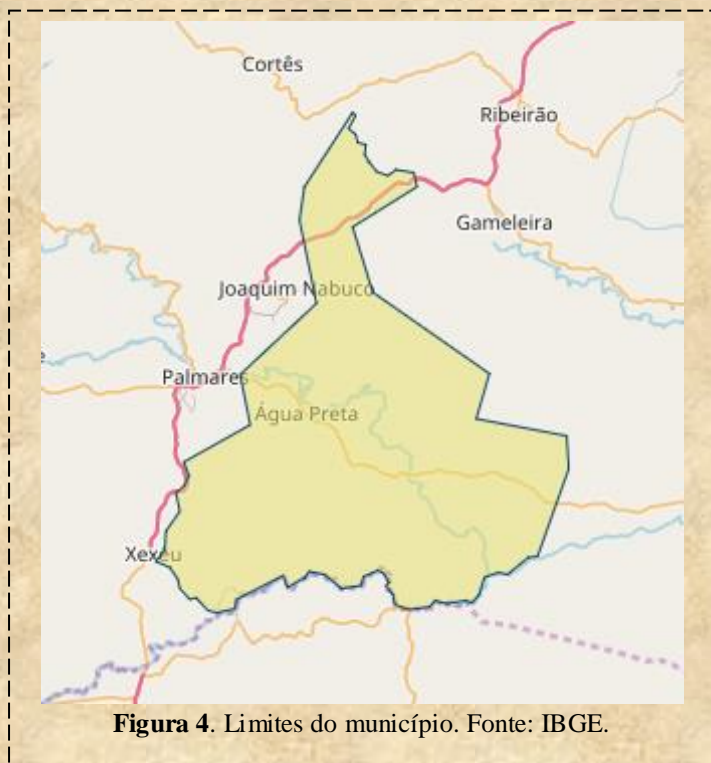 Cortês
Ribeirão
Gameleira
Joaquim Nabuco
e
Palmares
Água Preta
Xexéu
Figura 4. Limites do município. Fonte: IBGE.